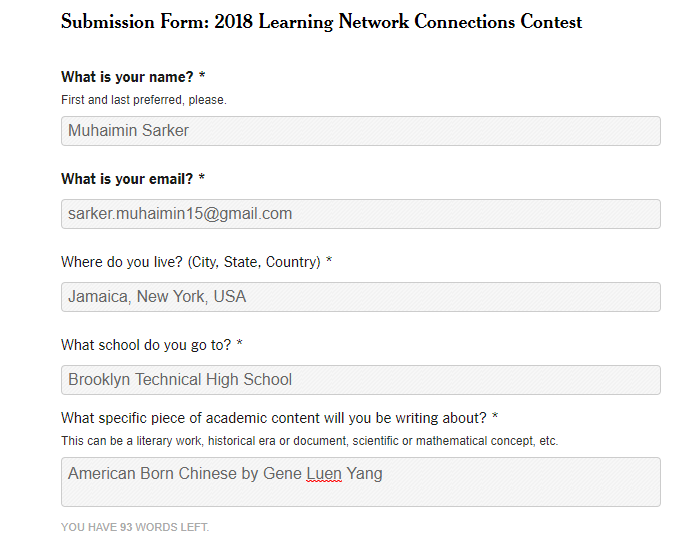 Submission Form: 2018 Learning Network Connections Contest
What is your name? *
First and last preferred, please.
Muhaimin Sarker
What is your email? *
sarker.muhaimin15@gmail.com
Where do you live? (City, State, Country) *
Jamaica, New York, USA
What school do you go to? *
Brooklyn Technical High School
What specific piece of academic content will you be writing about? *
This can be a literary work, historical era or document, scientific or mathematical concept, etc.
American Born Chinese by Gene Luen Yang
YOU HAVE 93 WORDS LEFT.